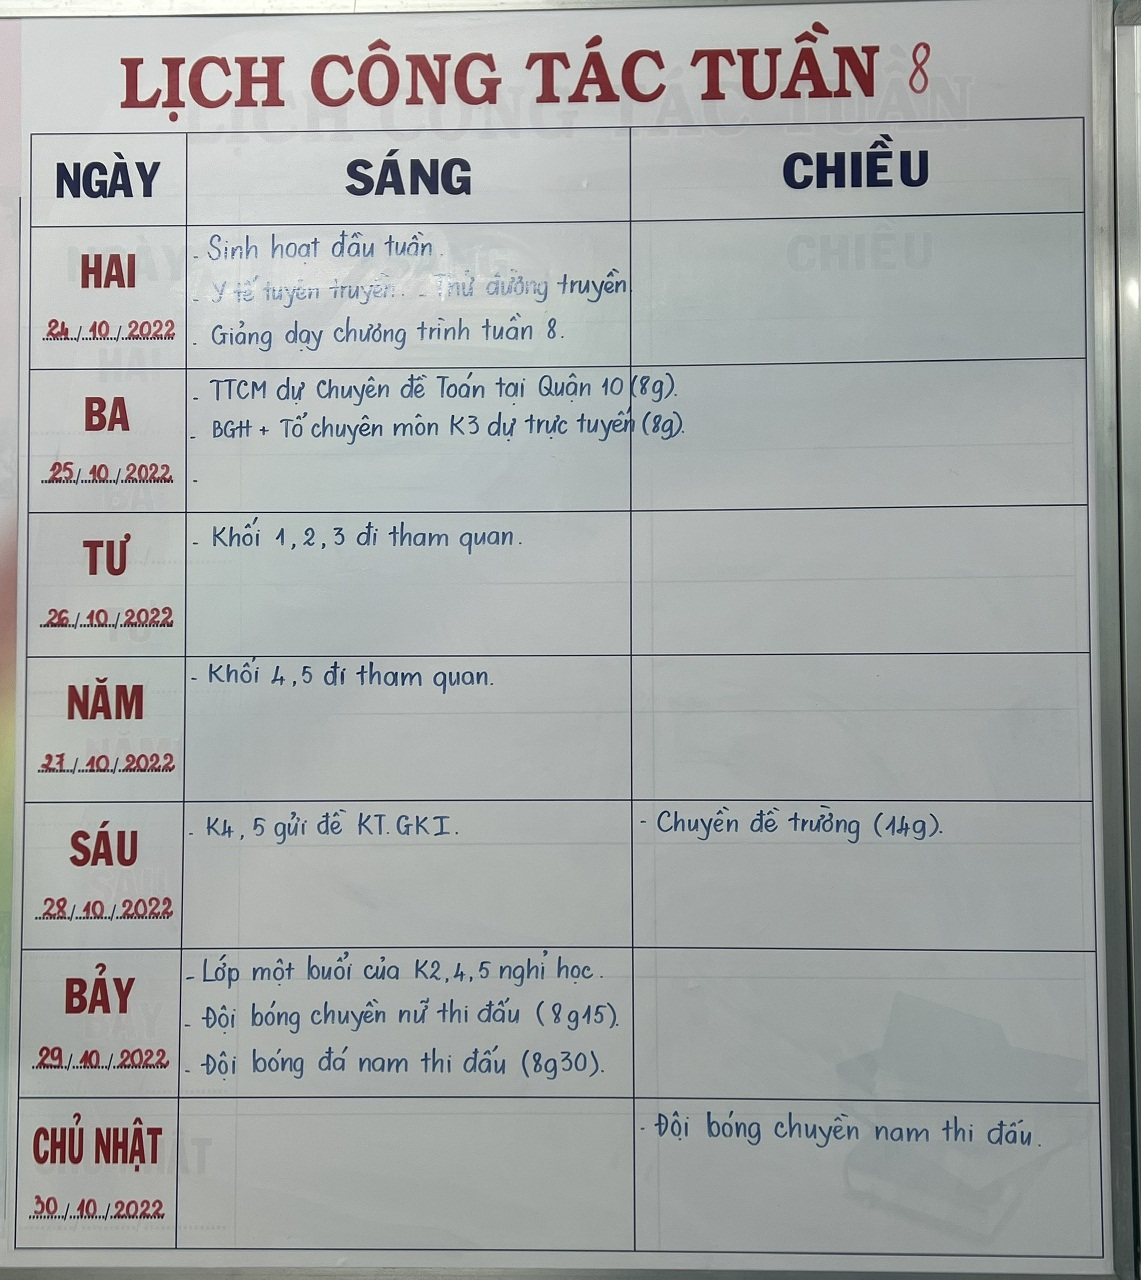 LỊCH CÔNG TÁC TUẦN 8
NGÀY SÁNG CHIỀU
HAI
24/10/2022
- Sinh hoạt đầu tuần.
- Y tế tuyên truyền. - Thử đường truyền.
- Giảng dạy chương trình tuần 8.
BA
25/10/2022
- TTCM dự Chuyên đề Toán tại Quận 10 (8g).
- BGH + Tổ chuyên môn K3 dự trực tuyến (8g).
-
TƯ
26/10/2022
- Khối 1, 2, 3 đi tham quan.
NĂM
27/10/2022
- Khối 4, 5 đi tham quan.
SÁU
28/10/2022
- K4, 5 gửi đề KT. GKI.
- Chuyên đề trường (14g).
BẢY
29/10/2022
- Lớp một buổi của K2, 4, 5 nghỉ học.
- Đội bóng chuyền nữ thi đấu (8g15).
- Đội bóng đá nam thi đấu (8g30).
CHỦ NHẬT
30/10/2022
- Đội bóng chuyền nam thi đấu.